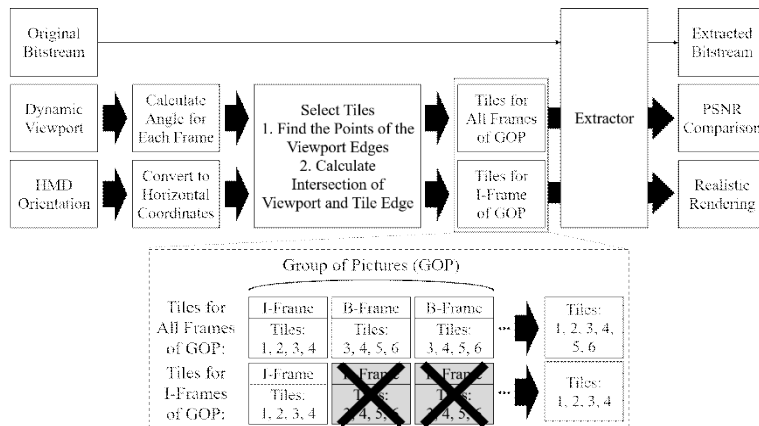 Original
Bitstream
Extracted
Bitstream
Dynamic
Viewport
Calculate
Angle for
Each Frame
Select Tiles
1. Find the Points of the
Viewport Edges
2. Calculate
Intersection of
Viewport and Tile Edge
Tiles for
All Frames
of GOP
Extractor
PSNR
Comparison
HMD
Orientation
Convert to
Horizontal
Coordinates
Tiles for
I-Frame
of GOP
Realistic
Rendering
Group of Pictures (GOP)
Tiles for
All Frames
of GOP:
I-Frame
Tiles:
1, 2, 3, 4
B-Frame
Tiles:
3, 4, 5, 6
B-Frame
Tiles:
3, 4, 5, 6
...
Tiles:
1, 2, 3, 4,
5, 6
Tiles for
I-Frames
of GOP:
I-Frame
Tiles:
1, 2, 3, 4
Tiles:
Tiles:
...
Tiles:
1, 2, 3, 4